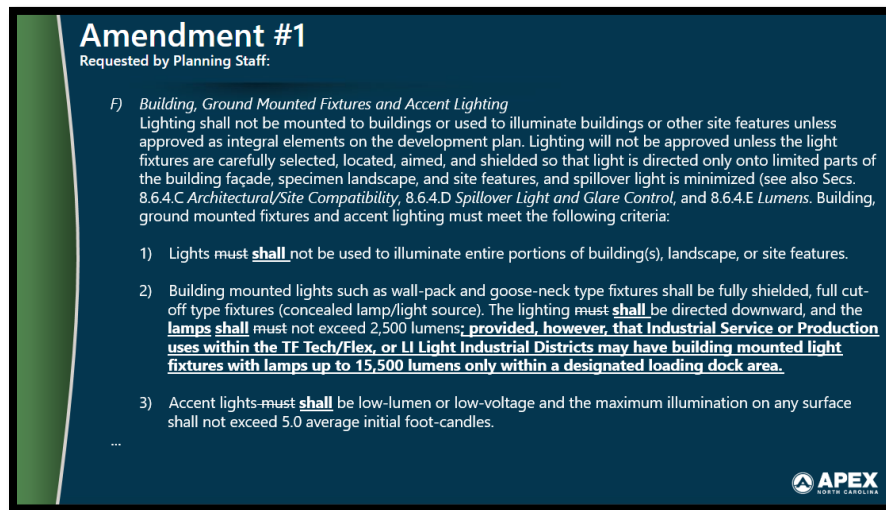 Amendment #1
Requested by Planning Staff:
F) Building, Ground Mounted Fixtures and Accent Lighting
Lighting shall not be mounted to buildings or used to illuminate buildings or other site features unless
approved as integral elements on the development plan. Lighting will not be approved unless the light
fixtures are carefully selected, located, aimed, and shielded so that light is directed only onto limited parts of
the building façade, specimen landscape, and site features, and spillover light is minimized (see also Secs.
8.6.4.C Architectural/Site Compatibility, 8.6.4.D Spillover Light and Glare Control, and 8.6.4.E Lumens. Building,
ground mounted fixtures and accent lighting must meet the following criteria:
1) Lights must shall not be used to illuminate entire portions of building(s), landscape, or site features.
2) Building mounted lights such as wall-pack and goose-neck type fixtures shall be fully shielded, full cut-
off type fixtures (concealed lamp/light source). The lighting must shall be directed downward, and the
lamps shall must not exceed 2,500 lumens; provided, however, that Industrial Service or Production
uses within the TF Tech/Flex, or LI Light Industrial Districts may have building mounted light
fixtures with lamps up to 15,500 lumens only within a designated loading dock area.
3) Accent lights must shall be low-lumen or low-voltage and the maximum illumination on any surface
shall not exceed 5.0 average initial foot-candles.
...
APEX
NORTH CAROLINA